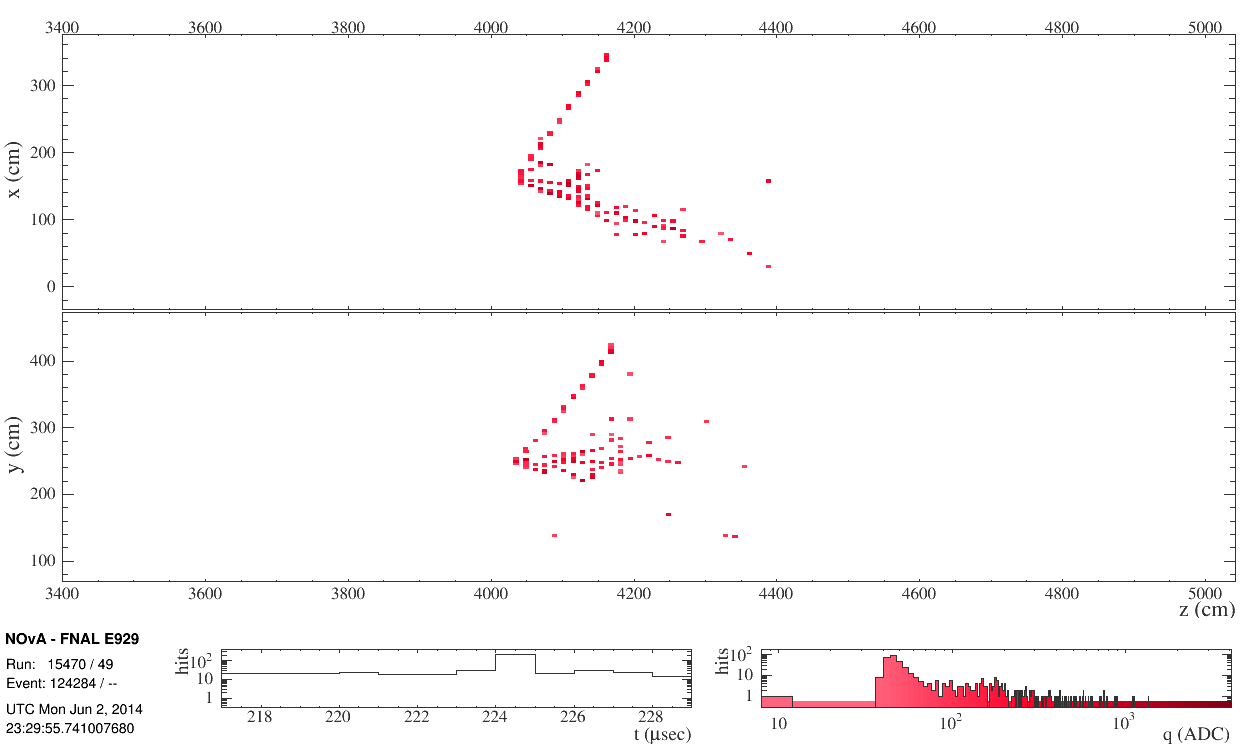 3400 3600 3800 4000 4200 4400 4600 4800 5000
300
200
100
0
x (cm)
400
300
200
100
y (cm)
3400 3600 3800 4000 4200 4400 4600 4800 5000
z (cm)
NOvA - FNAL E929
Run: 15470 / 49
Event: 124284 / --
UTC Mon Jun 2, 2014
23:29:55.741007680
hits
10²
10
1
218 220 222 224 226 228
t (μsec)
hits
10²
10
1
10 10² 10³
q (ADC)